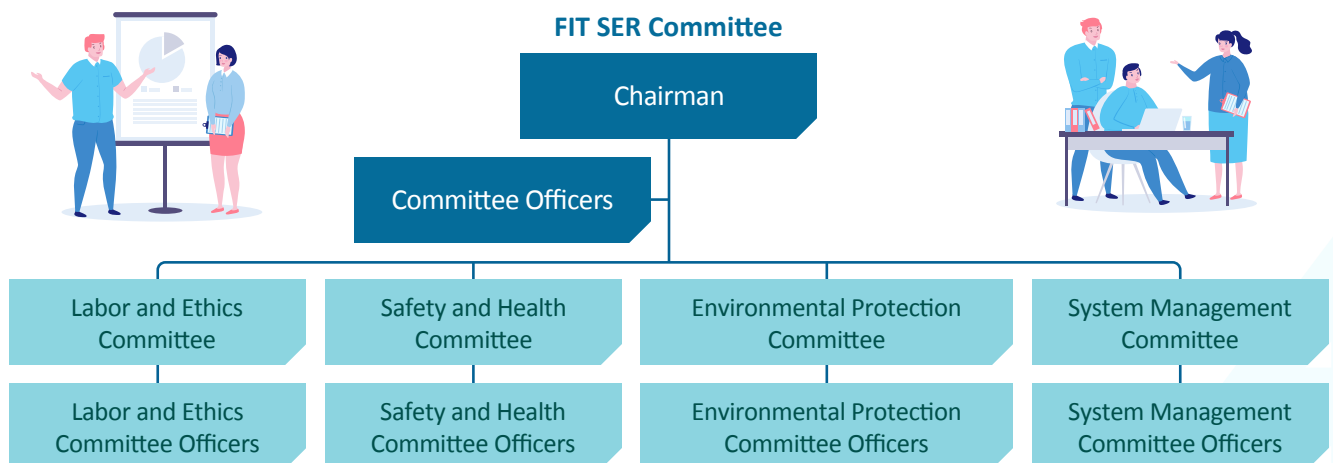 FIT SER Committee
Chairman
Committee Officers
Labor and Ethics
Committee
Safety and Health
Committee
Environmental Protection
Committee
System Management
Committee
Labor and Ethics
Committee Officers
Safety and Health
Committee Officers
Environmental Protection
Committee Officers
System Management
Committee Officers